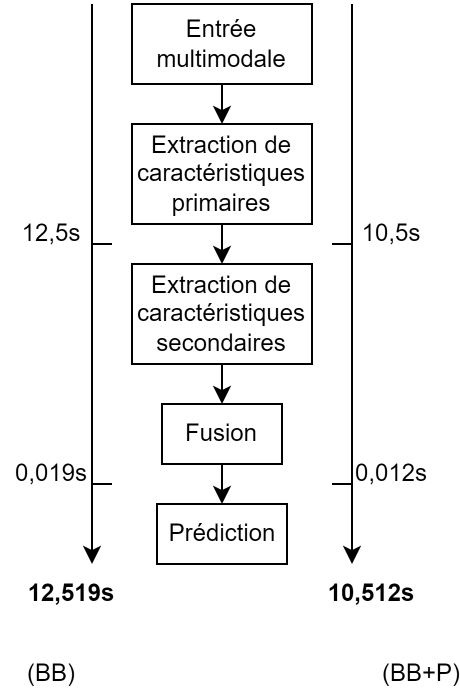 Entrée
multimodale
Extraction de
caractéristiques
primaires
12,5s
10,5s
Extraction de
caractéristiques
secondaires
Fusion
0,019s
0,012s
Prédiction
12,519s
10,512s
(BB)
(BB+P)